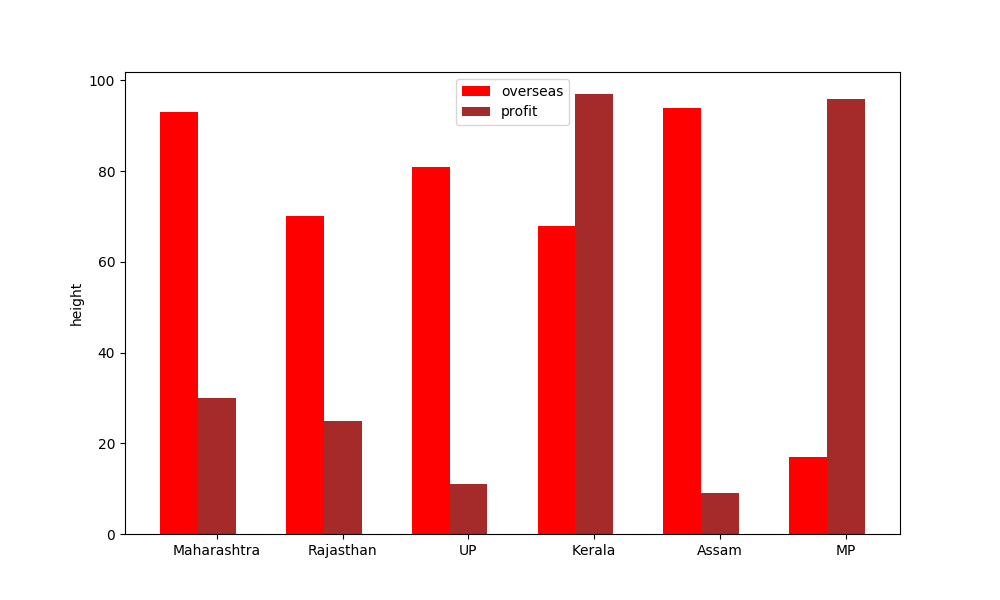 overseas
profit
100
80
60
40
20
0
height
Maharashtra
Rajasthan
UP
Kerala
Assam
MP